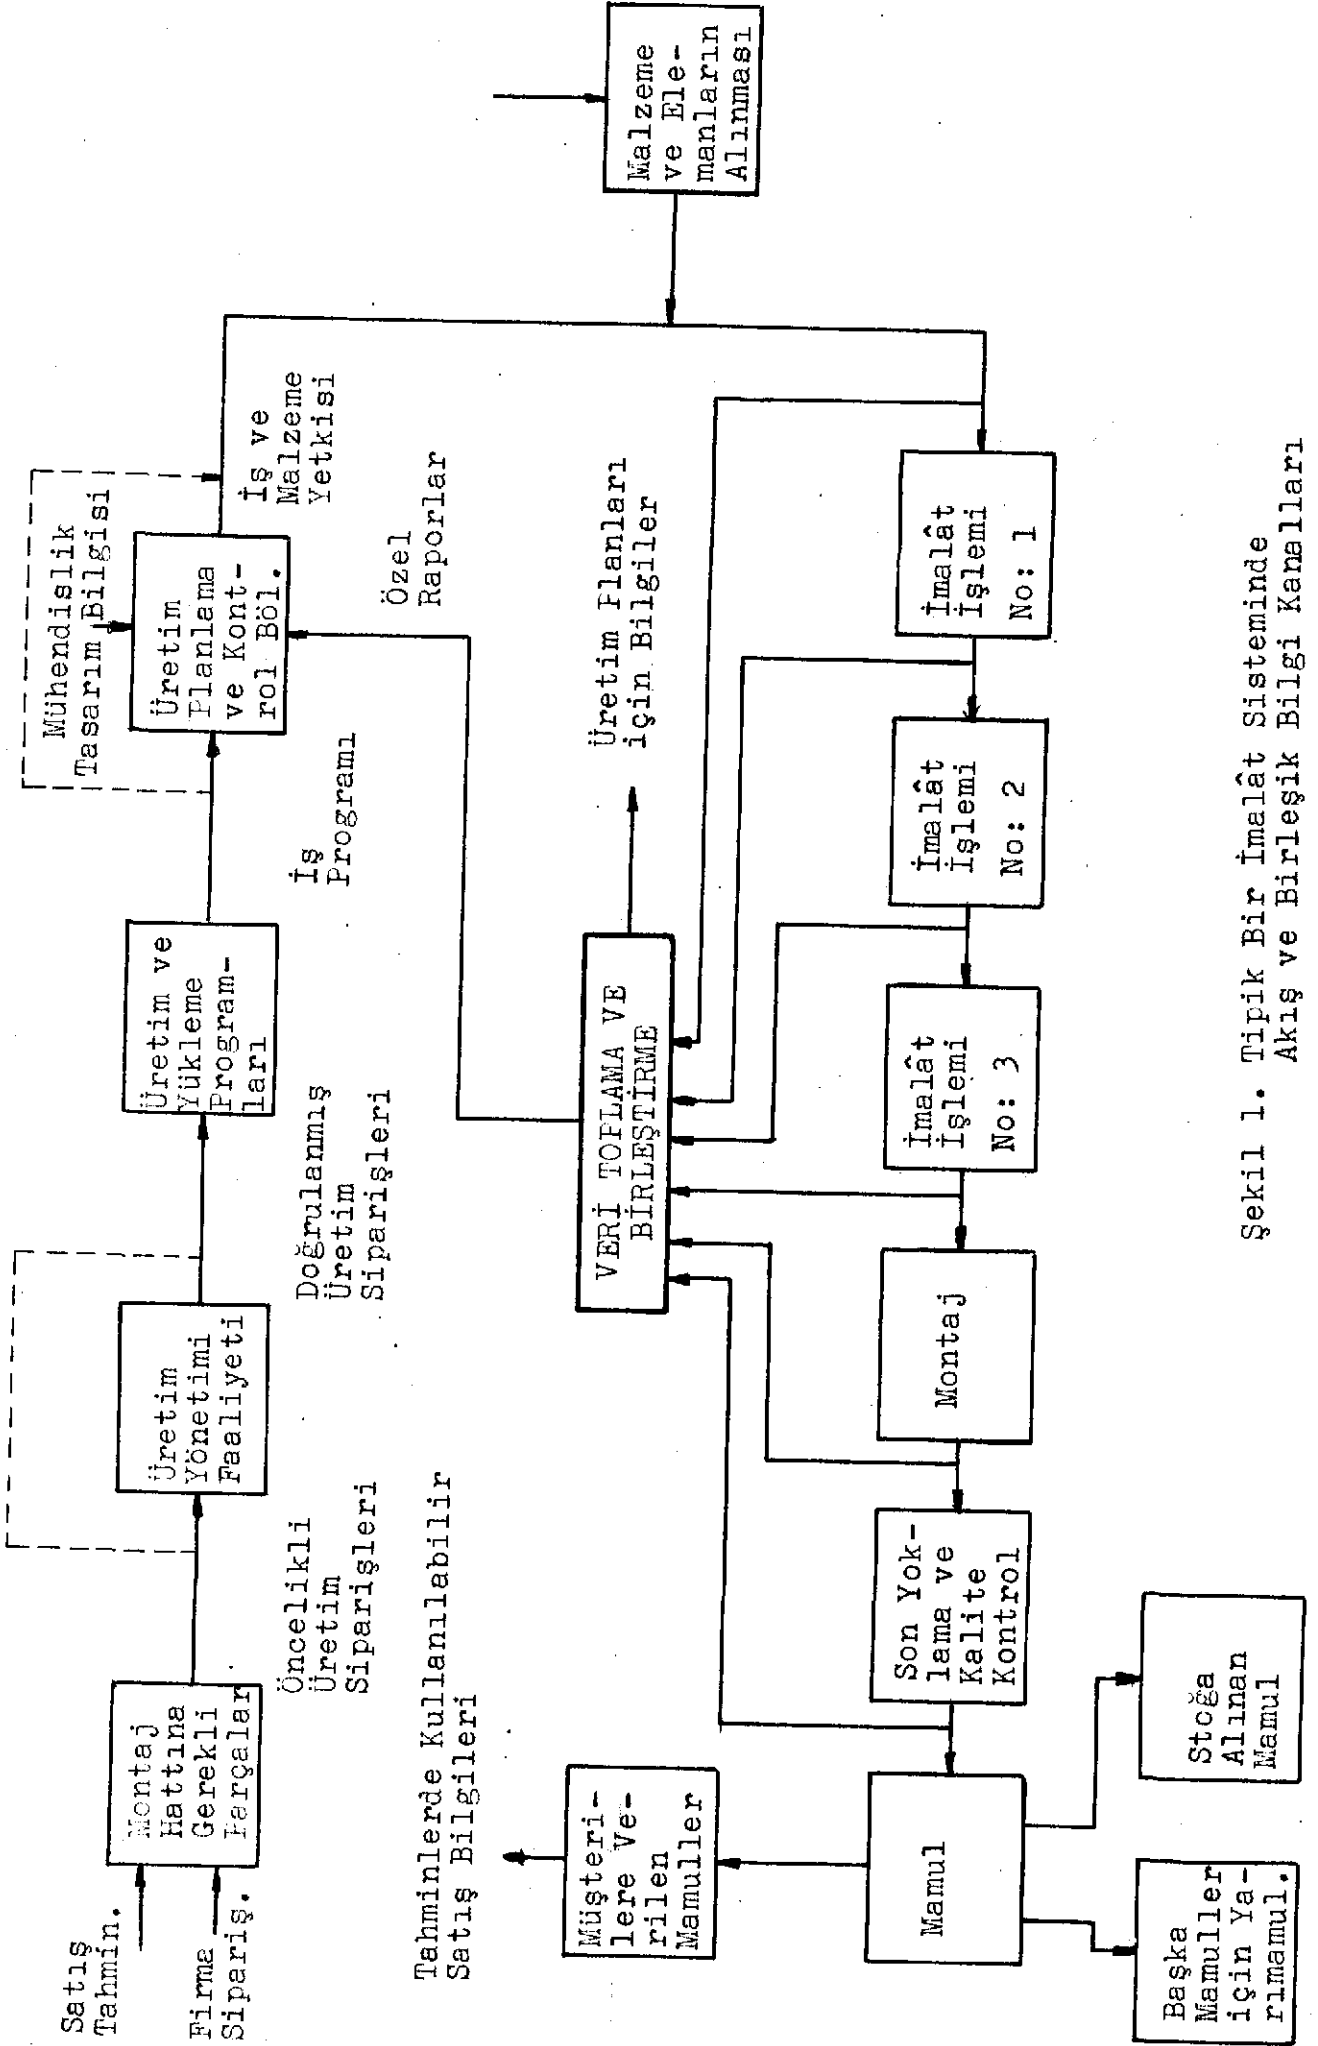 Satış
Tahmin.
Firma
Sipariş.
Montaj
Hattına
Gerekli
Parçalar
Öncelikli
Üretim
Siparişleri
Üretim
Yönetimi
Faaliyeti
Doğrulanmış
Üretim
Siparişleri
Üretim ve
Yükleme
Program-
ları
İş
Programı
Mühendislik
Tasarım Bilgisi
Üretim
Planlama
ve Kont-
rol Böl.
İş ve
Malzeme
Yetkisi
Özel
Raporlar
Malzeme
ve Ele-
manların
Alınması
Üretim Planları
için Bilgiler
VERİ TOPLAMA VE
BİRLEŞTİRME
İmalât
İşlemi
No: 1
İmalât
İşlemi
No: 2
İmalât
İşlemi
No: 3
Montaj
Son Yok-
lama ve
Kalite
Kontrol
Mamul
Tahminlerde Kullanılabilir
Satış Bilgileri
Müşteri-
lere Ve-
rilen
Mamuller
Başka
Mamuller
için Ya-
rımamul.
Stoğa
Alınan
Mamul
Şekil 1. Tipik Bir İmalât Sisteminde
Akış ve Birleşik Bilgi Kanalları